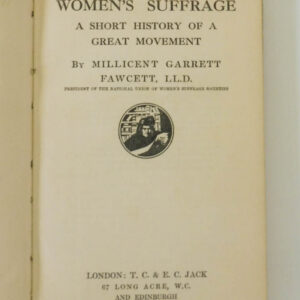 WOMEN'S SUFFRAGE
A SHORT HISTORY OF A
GREAT MOVEMENT
BY MILLICENT GARRETT
FAWCETT, LL.D.
PRESIDENT OF THE NATIONAL UNION OF WOMEN'S SUFFRAGE SOCIETIES
LONDON: T. C. & E. C. JACK
67 LONG ACRE, W.C.
AND EDINBURGH